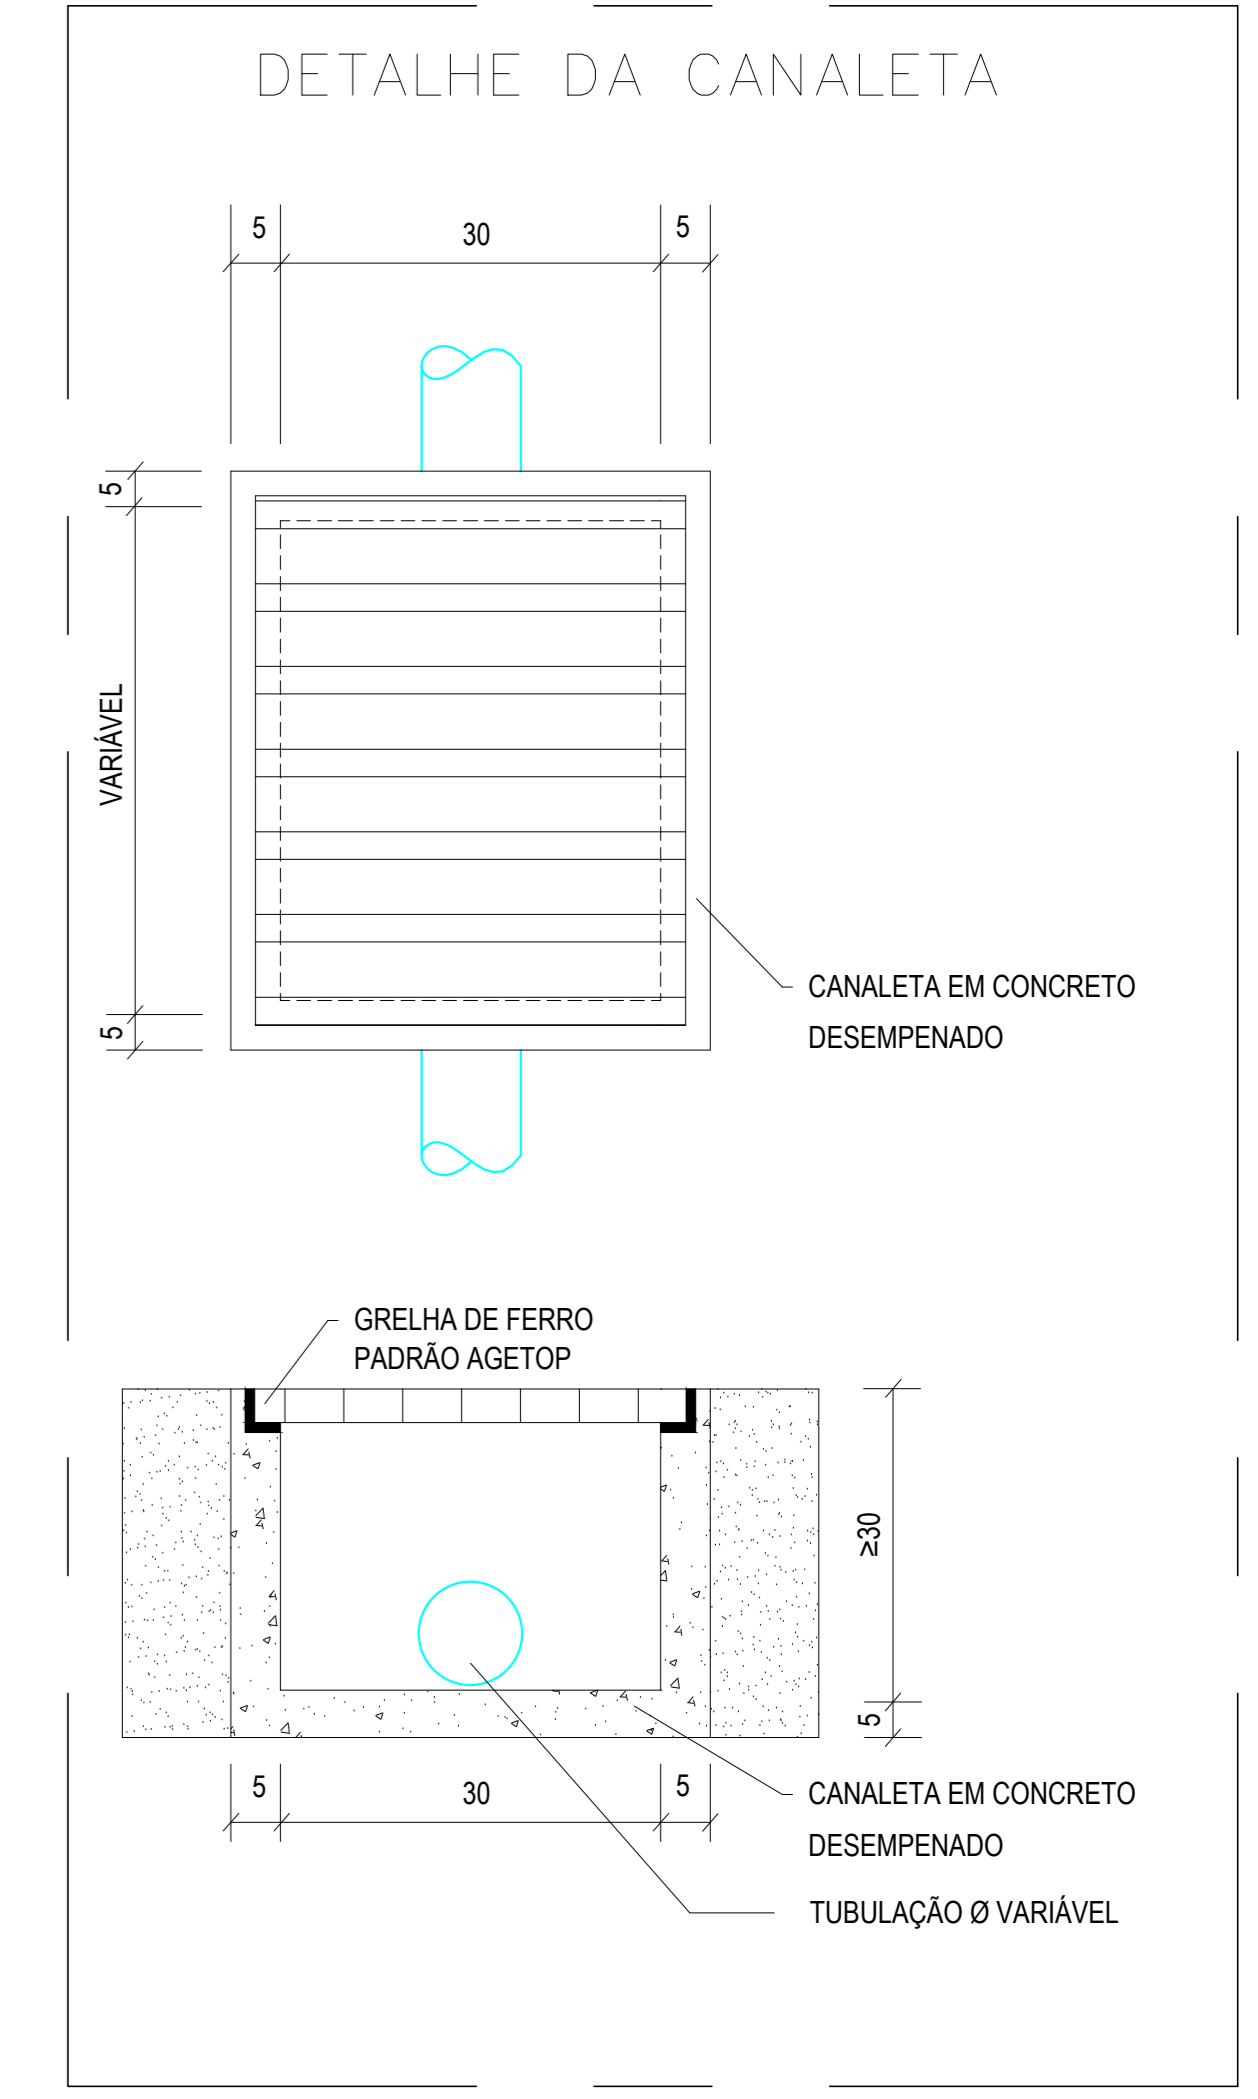 DETALHE DA CANALETA
5 30 5
5
VARIÁVEL
5
CANALETA EM CONCRETO
DESEMPENADO
GRELHA DE FERRO
PADRÃO AGETOP
≥30
5
5 30 5
CANALETA EM CONCRETO
DESEMPENADO
TUBULAÇÃO Ø VARIÁVEL